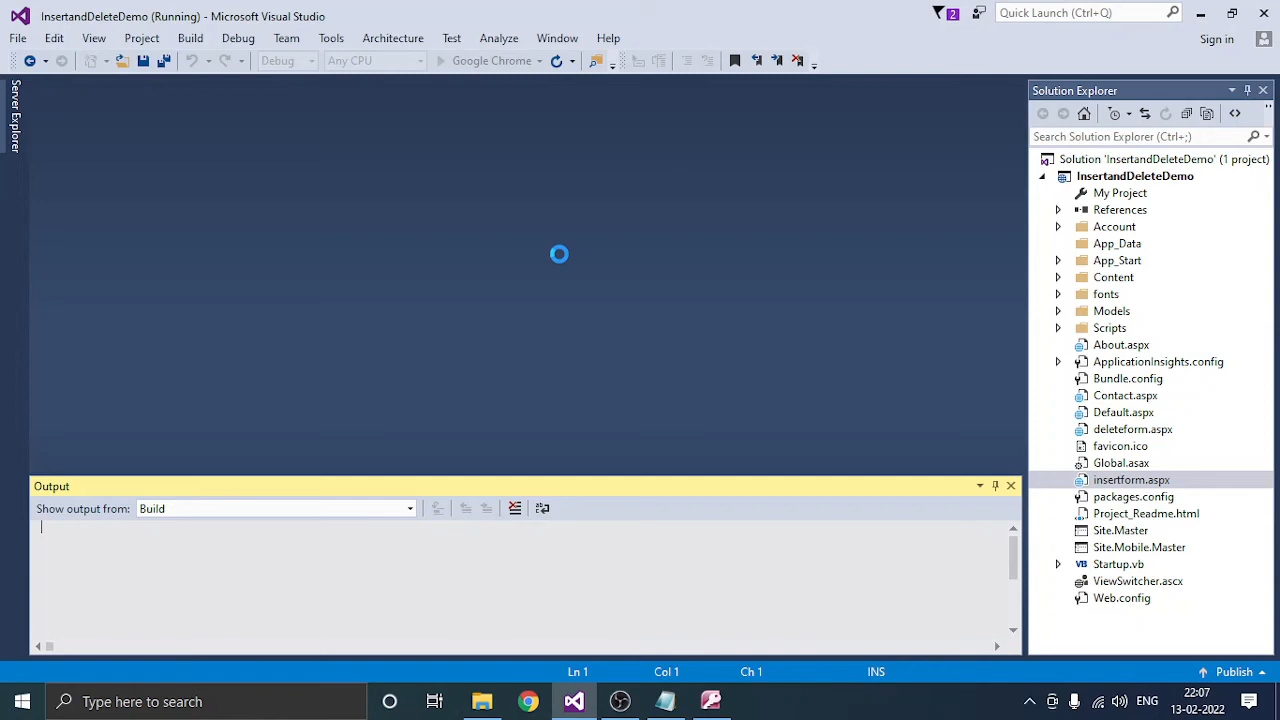 InsertandDeleteDemo (Running) - Microsoft Visual Studio
2
Quick Launch (Ctrl+Q)
File Edit View Project Build Debug Team Tools Architecture Test Analyze Window Help
Sign in
Debug Any CPU Google Chrome
Server Explorer
Solution Explorer
Search Solution Explorer (Ctrl+;)
Solution 'InsertandDeleteDemo' (1 project)
InsertandDeleteDemo
My Project
References
Account
App_Data
App_Start
Content
fonts
Models
Scripts
About.aspx
ApplicationInsights.config
Bundle.config
Contact.aspx
Default.aspx
deleteform.aspx
favicon.ico
Global.asax
insertform.aspx
packages.config
Project_Readme.html
Site.Master
Site.Mobile.Master
VB Startup.vb
ViewSwitcher.ascx
Web.config
Output
Show output from: Build
Ln 1 Col 1 Ch 1 INS Publish
Type here to search
ENG
22:07
13-02-2022